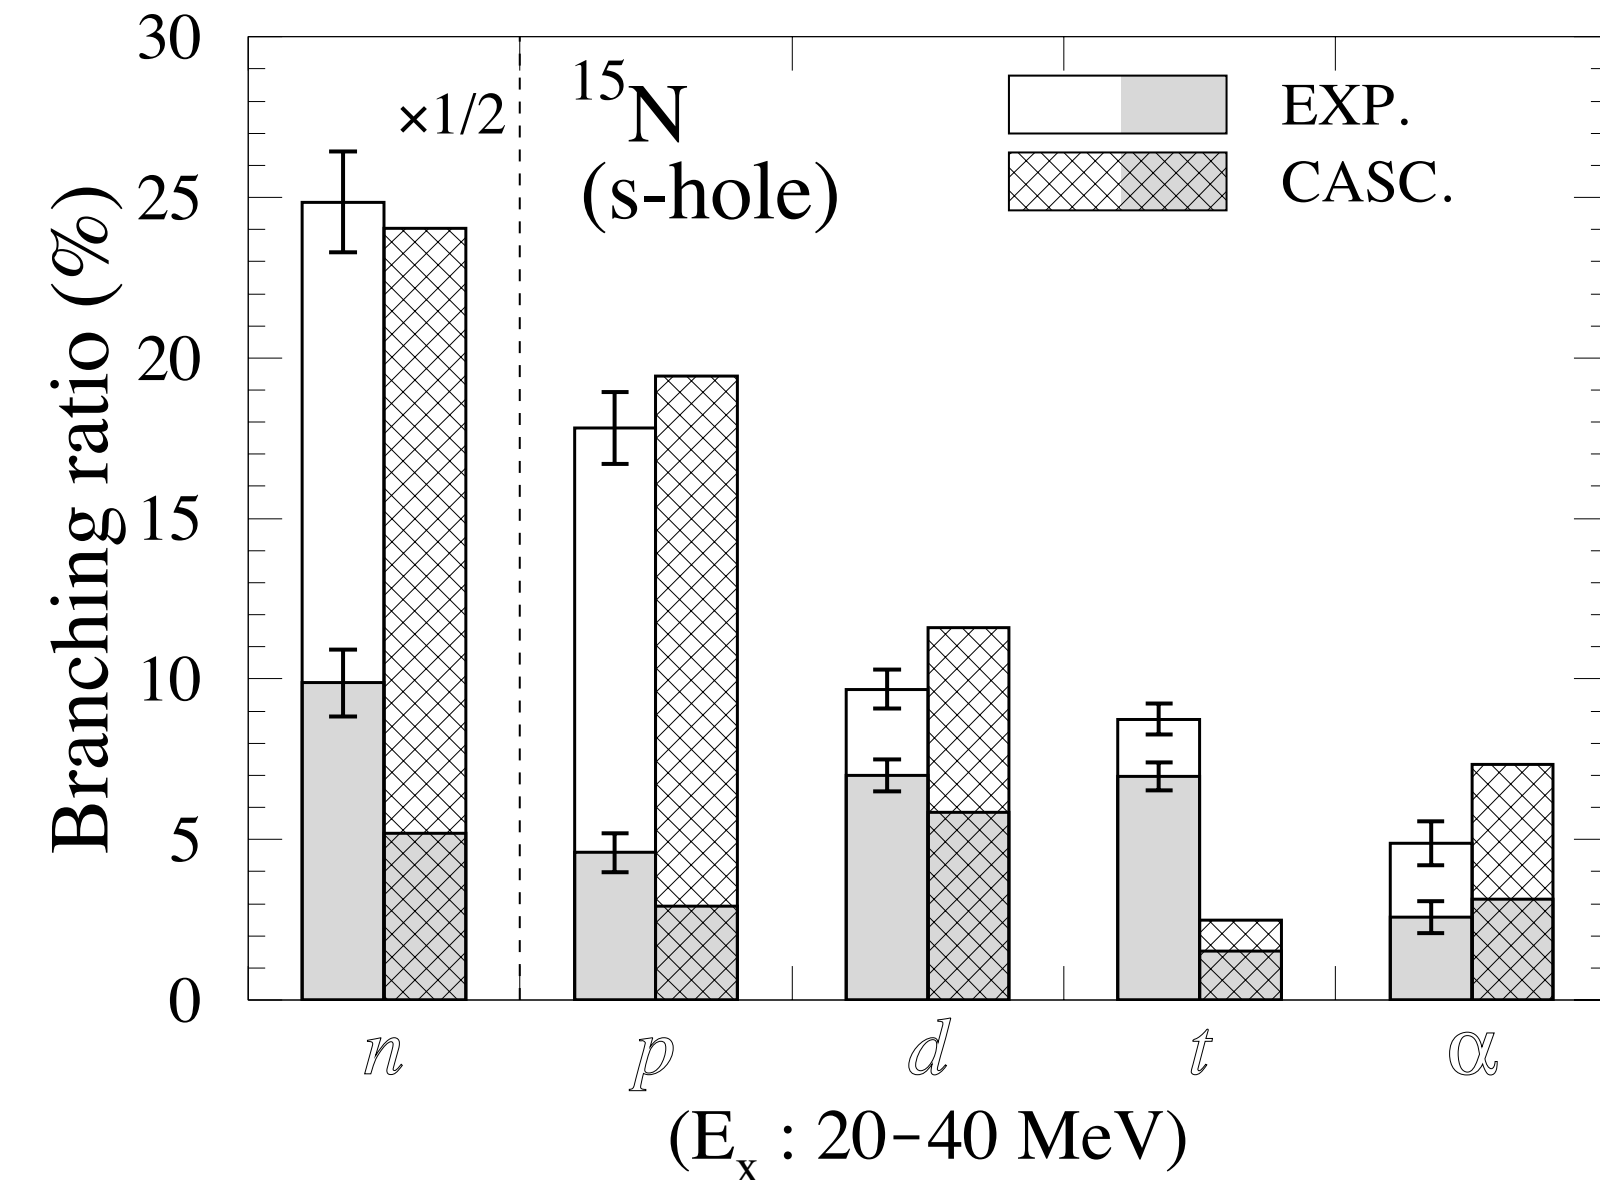 Branching ratio (%)
30
25
20
15
10
5
0
×1/2
¹⁵N
(s-hole)
EXP.
CASC.
n
p
d
t
α
(Eₓ : 20−40 MeV)